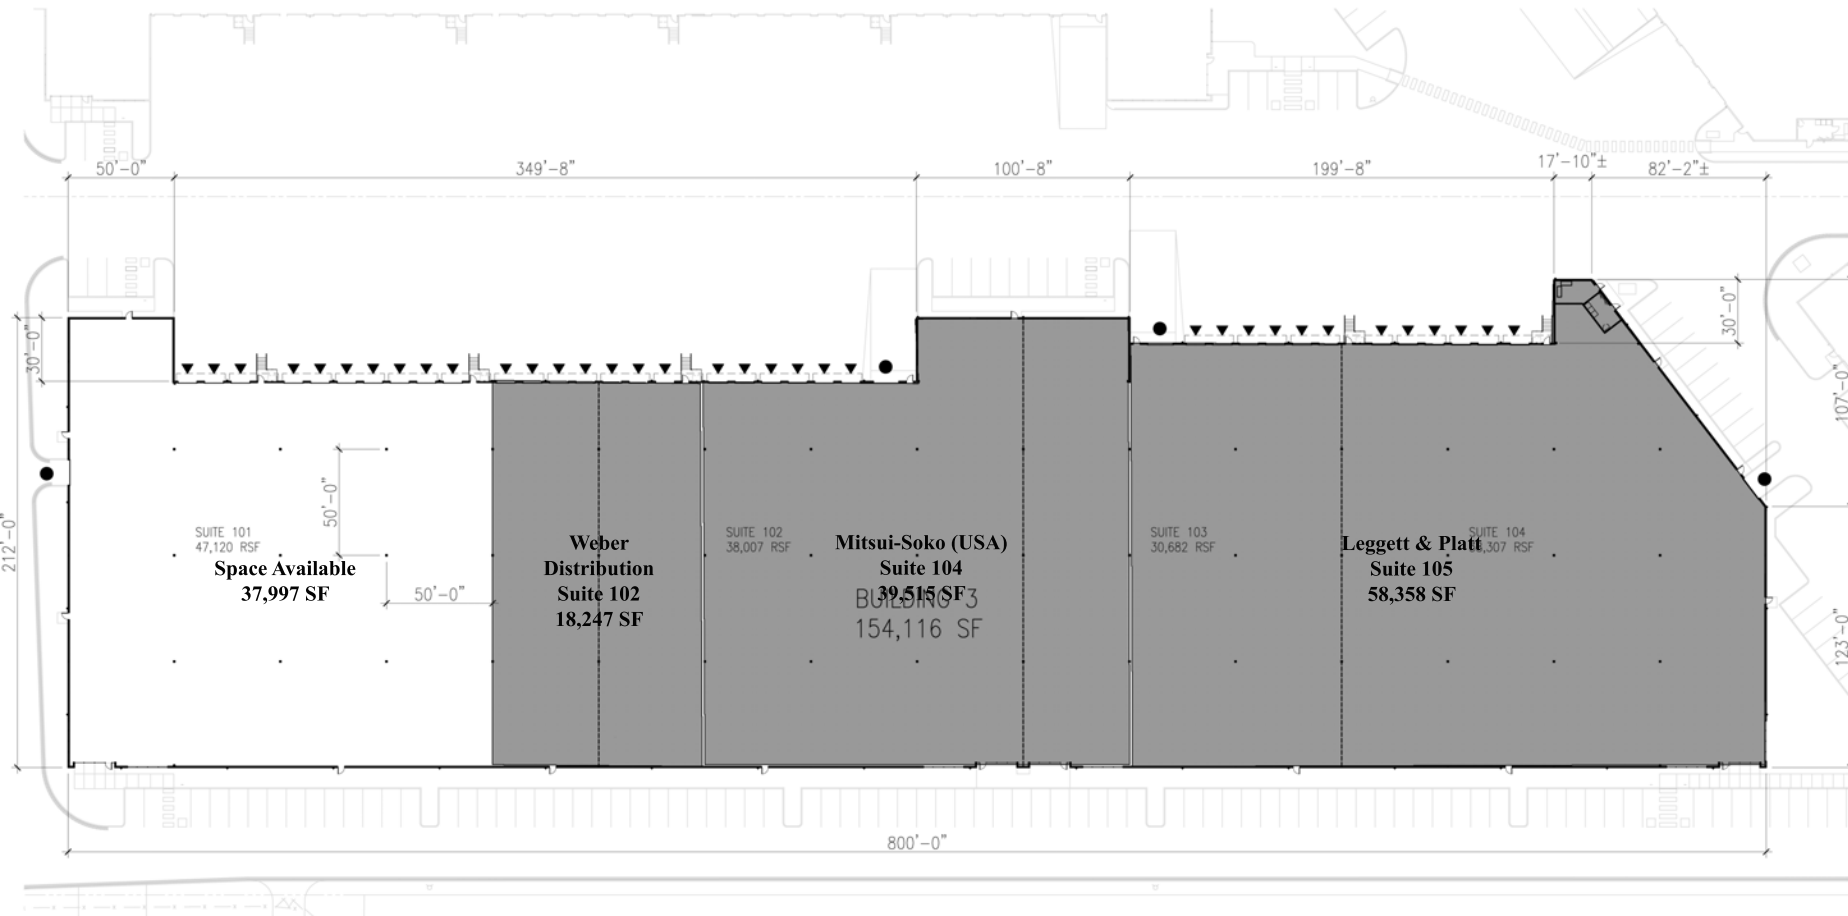 50'-0"
349'-8"
100'-8"
199'-8"
17'-10"±
82'-2"±
30'-0"
30'-0"
107'-0"
50'-0"
212'-0"
SUITE 101
47,120 RSF
Space Available
37,997 SF
50'-0"
Weber
Distribution
Suite 102
18,247 SF
SUITE 102
38,007 RSF
Mitsui-Soko (USA)
Suite 104
39,515 SF
BUILDING 3
154,116 SF
SUITE 103
30,682 RSF
Leggett & Platt
Suite 105
58,358 SF
SUITE 104
RSF
123'-0"
800'-0"